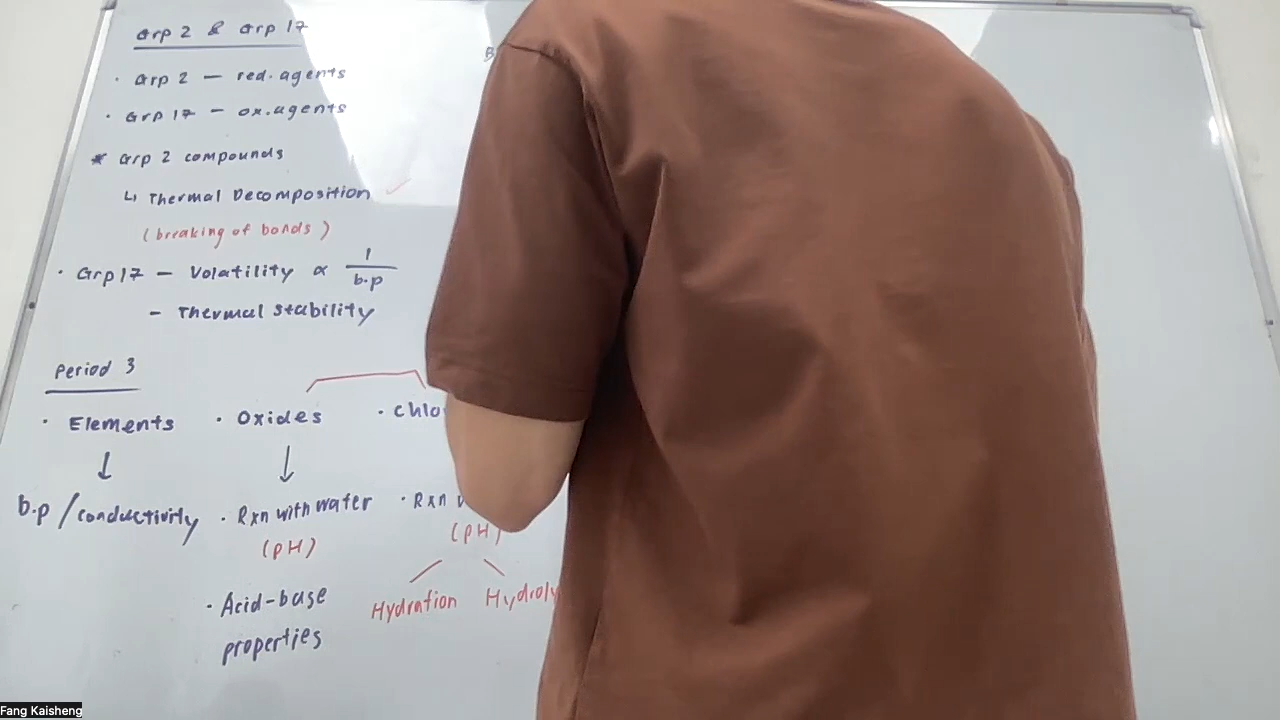 Grp 2 & Grp 17
· Grp 2 — red. agents
· Grp 17 — ox. agents
* Grp 2 compounds
↳ Thermal Decomposition ✓
(breaking of bonds)
· Grp 17 — Volatility ∝ 1/b.p
— Thermal stability
Period 3
· Elements · Oxides · Chlo
↓ ↓
b.p / conductivity · Rxn with water · Rxn
(pH) (pH)
· Acid-base Hydration Hydroly
properties
Fang Kaisheng